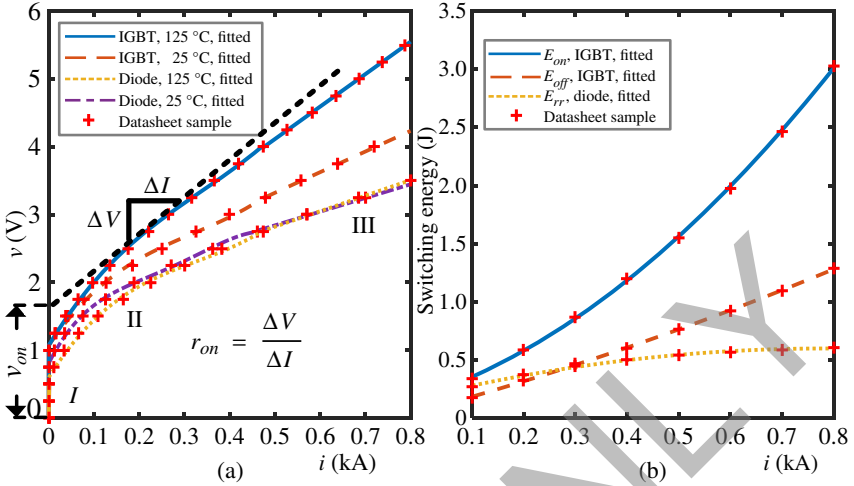 6
5
4
3
2
1
0
v (V)
v_on
IGBT, 125 °C, fitted
IGBT, 25 °C, fitted
Diode, 125 °C, fitted
Diode, 25 °C, fitted
Datasheet sample
ΔI
ΔV
I
II
III
r_on = ΔV / ΔI
0 0.1 0.2 0.3 0.4 0.5 0.6 0.7 0.8
(a) i (kA)
3.5
3.0
2.5
2.0
1.5
1.0
0.5
0
Switching energy (J)
E_on, IGBT, fitted
E_off, IGBT, fitted
E_rr, diode, fitted
Datasheet sample
0.1 0.2 0.3 0.4 0.5 0.6 0.7 0.8
(b) i (kA)
NLY